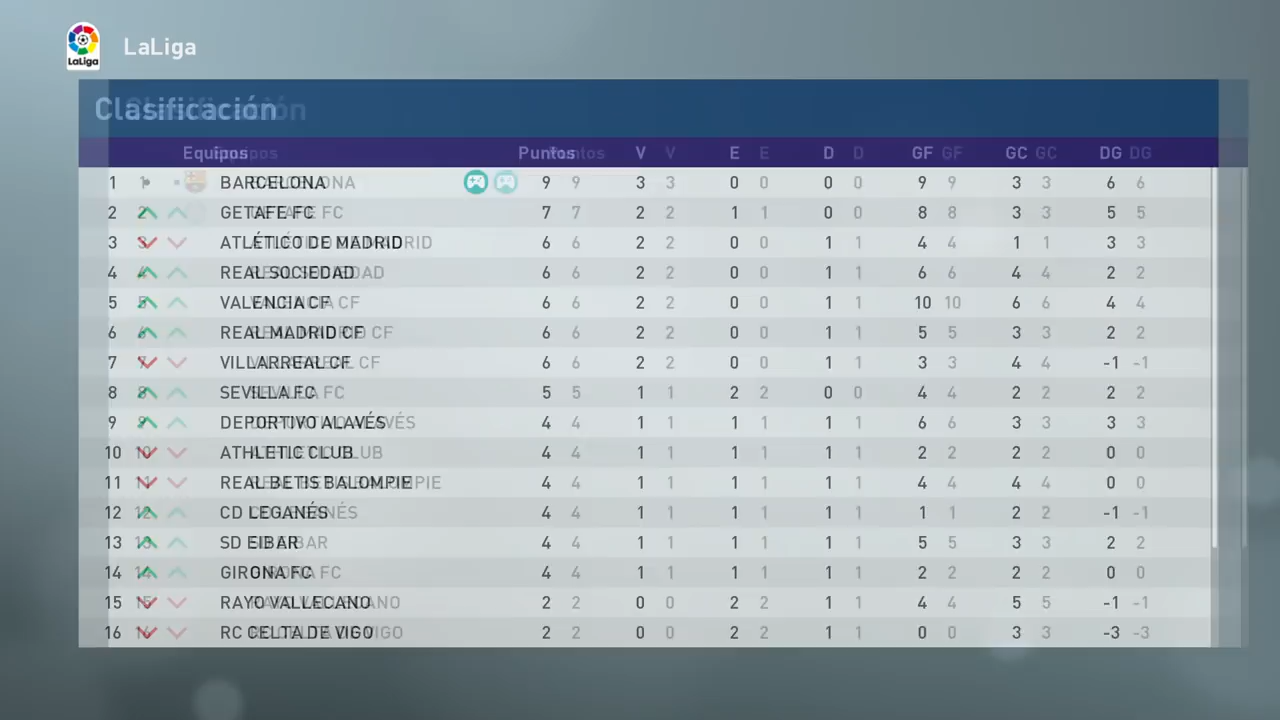 LaLiga
LaLiga
Clasificación
Equipos Puntos V E D GF GC DG
1 BARCELONA 9 3 0 0 9 3 6
2 GETAFE FC 7 2 1 0 8 3 5
3 ATLÉTICO DE MADRID 6 2 0 1 4 1 3
4 REAL SOCIEDAD 6 2 0 1 6 4 2
5 VALENCIA CF 6 2 0 1 10 6 4
6 REAL MADRID CF 6 2 0 1 5 3 2
7 VILLARREAL CF 6 2 0 1 3 4 -1
8 SEVILLA FC 5 1 2 0 4 2 2
9 DEPORTIVO ALAVÉS 4 1 1 1 6 3 3
10 ATHLETIC CLUB 4 1 1 1 2 2 0
11 REAL BETIS BALOMPIE 4 1 1 1 4 4 0
12 CD LEGANÉS 4 1 1 1 1 2 -1
13 SD EIBAR 4 1 1 1 5 3 2
14 GIRONA FC 4 1 1 1 2 2 0
15 RAYO VALLECANO 2 0 2 1 4 5 -1
16 RC CELTA DE VIGO 2 0 2 1 0 3 -3